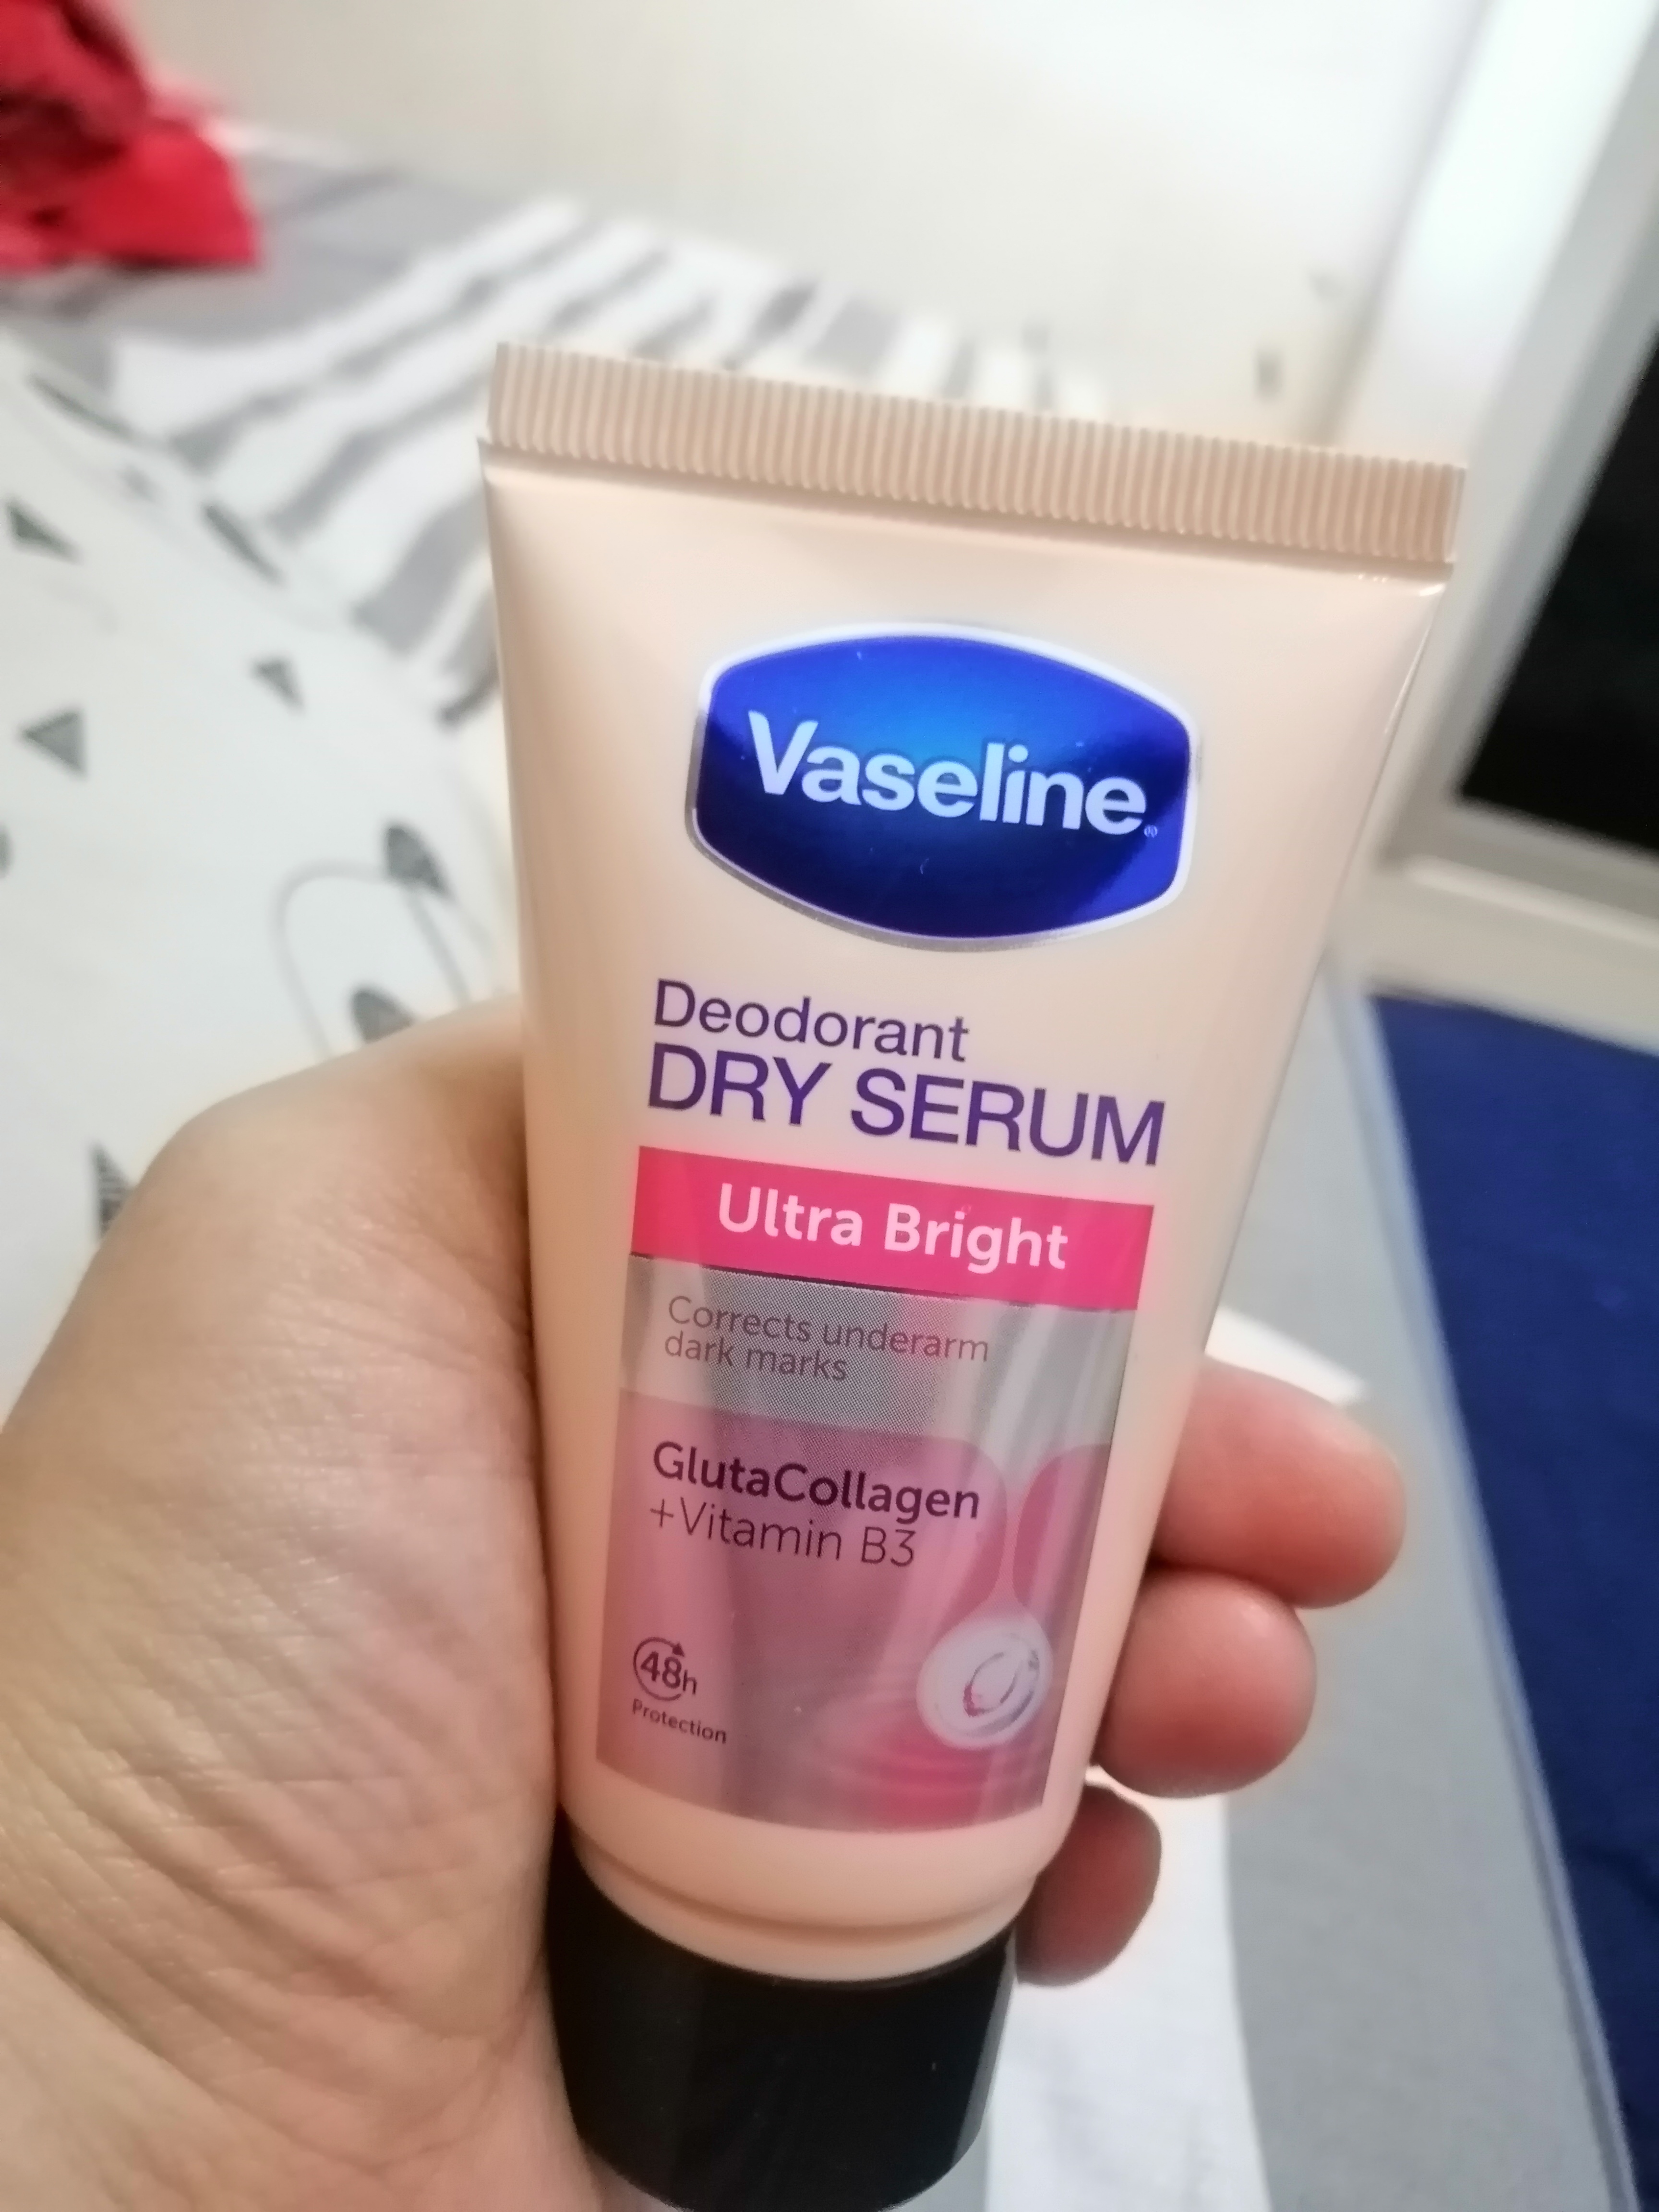 Vaseline®
Deodorant
DRY SERUM
Ultra Bright
Corrects underarm
dark marks
GlutaCollagen
+Vitamin B3
48h
Protection